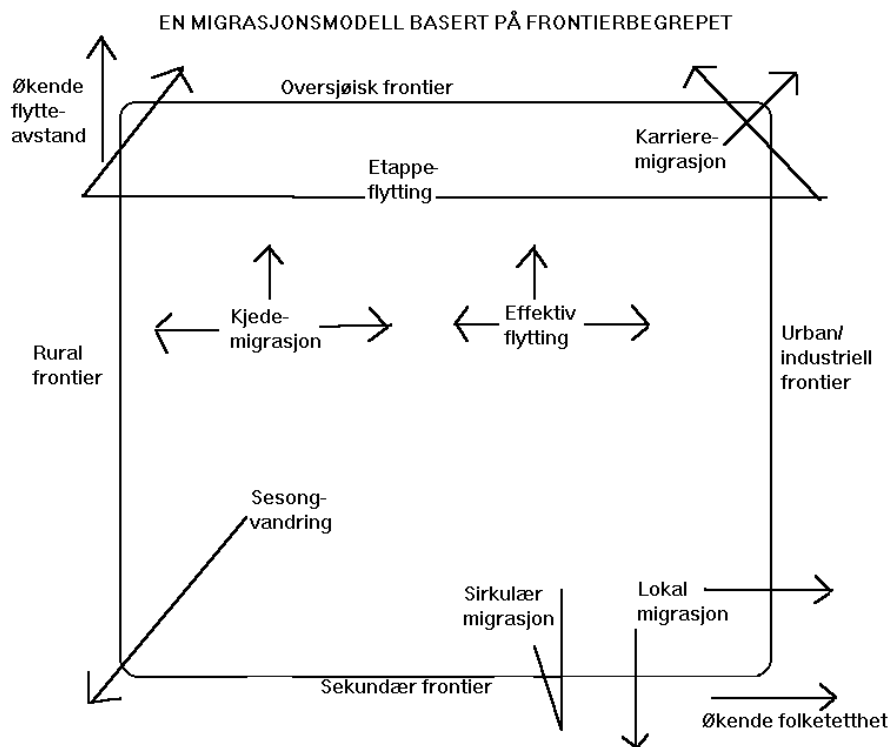 EN MIGRASJONSMODELL BASERT PÅ FRONTIERBEGREPET
Økende
flytte-
avstand
Oversjøisk frontier
Karriere-
migrasjon
Etappe-
flytting
Kjede-
migrasjon
Effektiv
flytting
Rural
frontier
Urban/
industriell
frontier
Sesong-
vandring
Sirkulær
migrasjon
Lokal
migrasjon
Sekundær frontier
Økende folketetthet